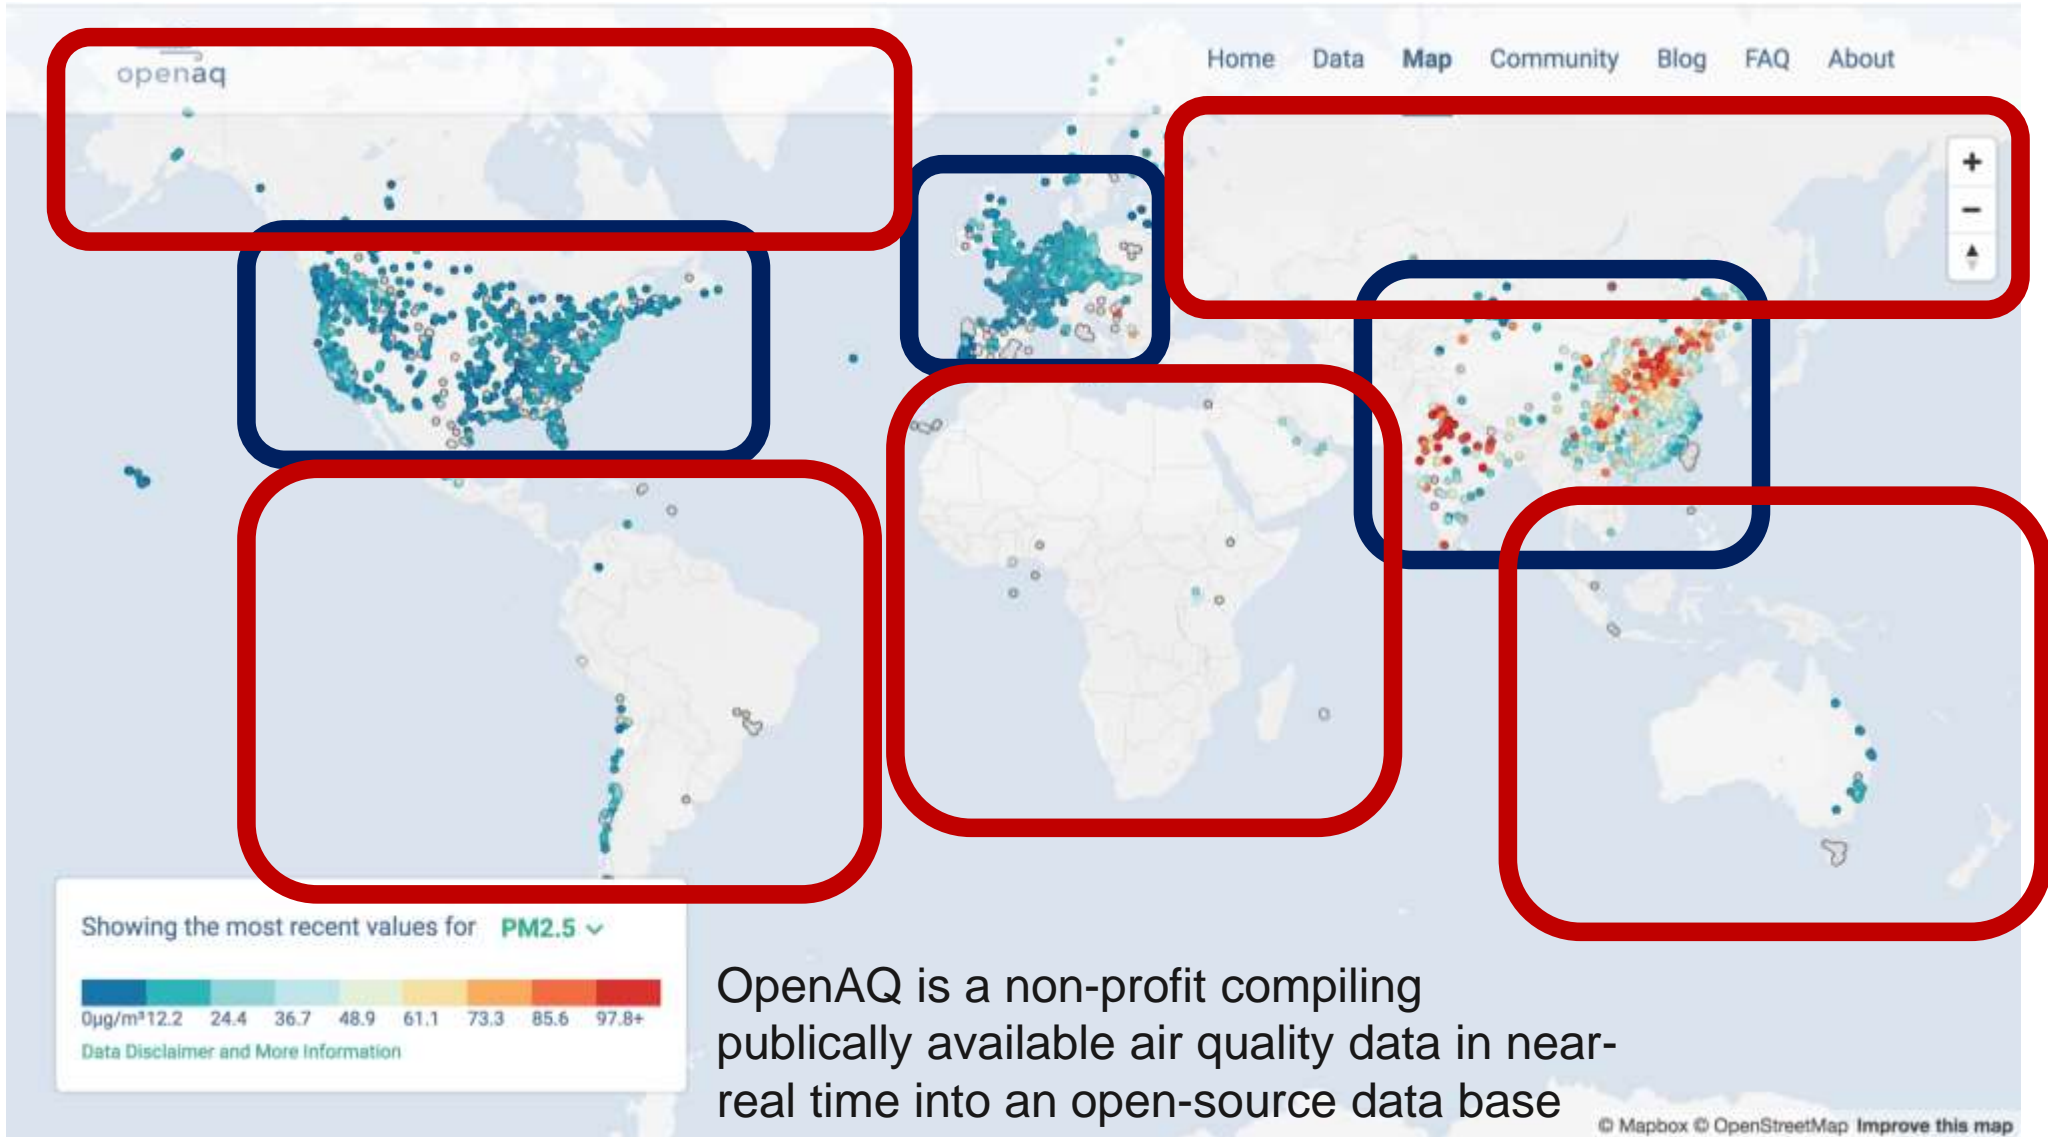 openaq
Home Data Map Community Blog FAQ About
+
−
Showing the most recent values for PM2.5
0µg/m³ 12.2 24.4 36.7 48.9 61.1 73.3 85.6 97.8+
Data Disclaimer and More Information
OpenAQ is a non-profit compiling
publically available air quality data in near-
real time into an open-source data base
© Mapbox © OpenStreetMap Improve this map